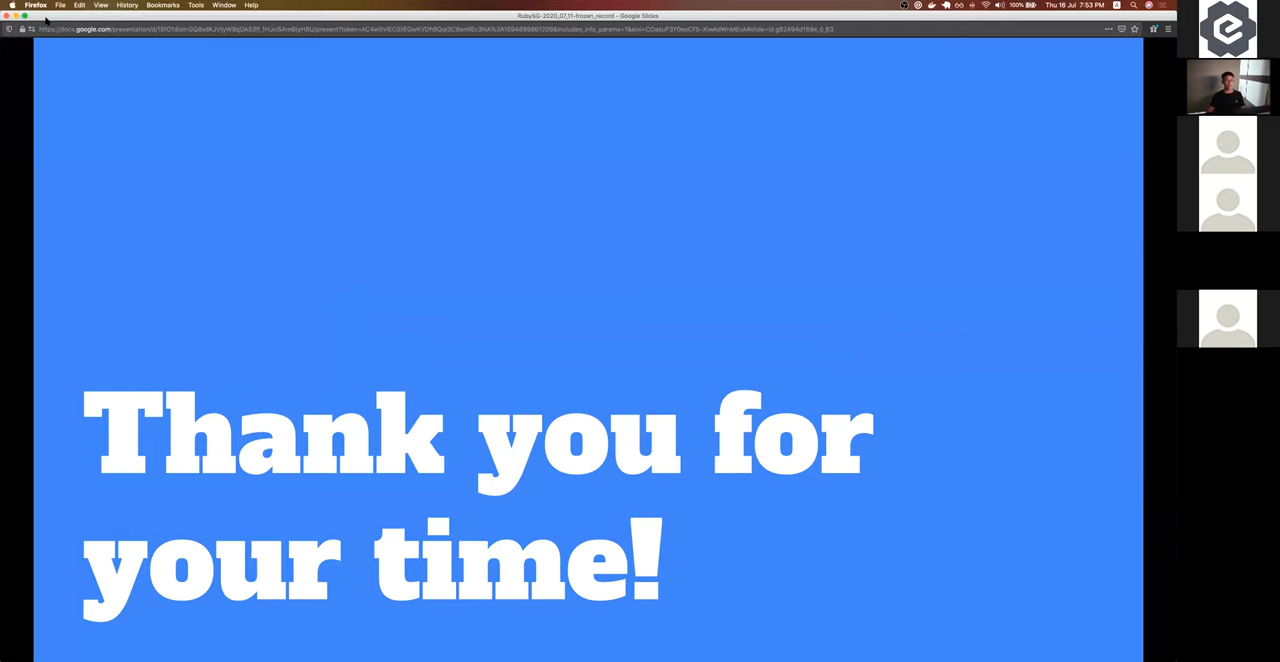 Firefox File Edit View History Bookmarks Tools Window Help
100% Thu 16 Jul 7:53 PM
RubySG-2020_07_11-frozen_record - Google Slides
Thank you for
your time!